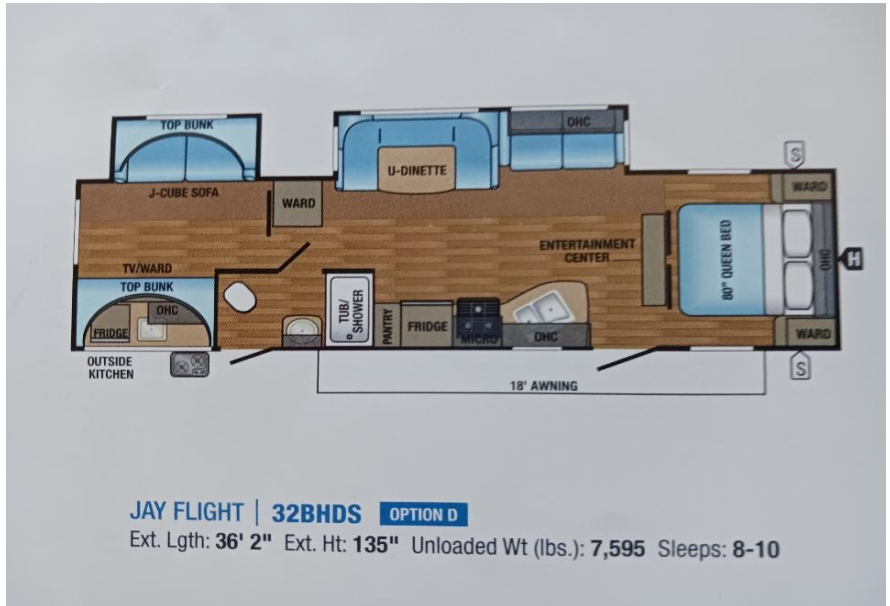 TOP BUNK
J-CUBE SOFA
WARD
U-DINETTE
OHC
S
WARD
ENTERTAINMENT
CENTER
80" QUEEN BED
OHC
H
TV/WARD
TOP BUNK
OHC
FRIDGE
TUB/
SHOWER
PANTRY
FRIDGE
MICRO
OHC
WARD
S
OUTSIDE
KITCHEN
18' AWNING
JAY FLIGHT | 32BHDS OPTION D
Ext. Lgth: 36' 2" Ext. Ht: 135" Unloaded Wt (lbs.): 7,595 Sleeps: 8-10